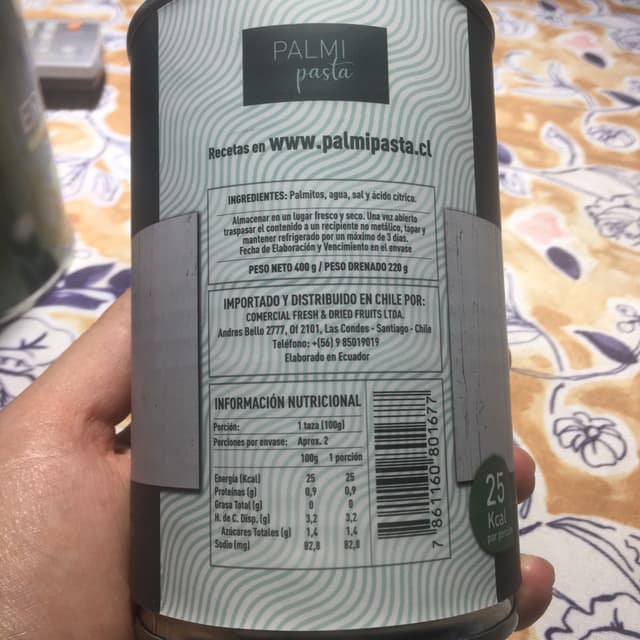 PALMI
pasta
Recetas en www.palmipasta.cl
INGREDIENTES: Palmitos, agua, sal y ácido cítrico.
Almacenar en un lugar fresco y seco. Una vez abierto
traspasar el contenido a un recipiente no metálico, tapar y
mantener refrigerado por un máximo de 3 días.
Fecha de Elaboración y Vencimiento en el envase
PESO NETO 400 g / PESO DRENADO 220 g
IMPORTADO Y DISTRIBUIDO EN CHILE POR:
COMERCIAL FRESH & DRIED FRUITS LTDA.
Andres Bello 2777, Of 2101, Las Condes - Santiago - Chile
Teléfono: +(56) 9 85019019
Elaborado en Ecuador
INFORMACIÓN NUTRICIONAL
Porción: 1 taza (100g)
Porciones por envase: Aprox. 2
100g 1 porción
Energía (Kcal) 25 25
Proteínas (g) 0,9 0,9
Grasa Total (g) 0 0
H. de C. Disp. (g) 3,2 3,2
Azúcares Totales (g) 1,4 1,4
Sodio (mg) 82,8 82,8
7 861160 801677
25
Kcal
por